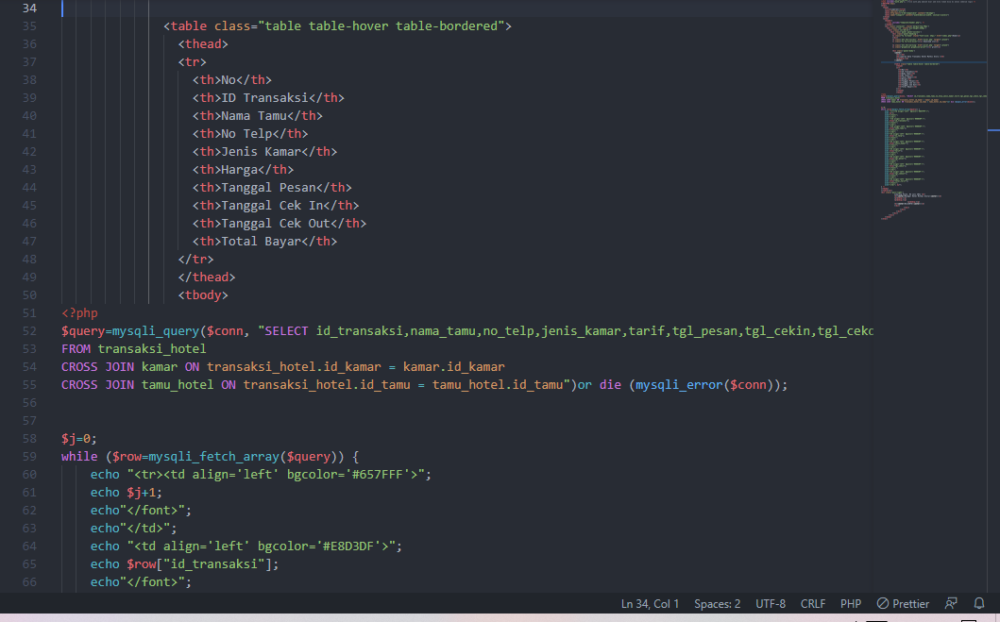 34
35 <table class="table table-hover table-bordered">
36 <thead>
37 <tr>
38 <th>No</th>
39 <th>ID Transaksi</th>
40 <th>Nama Tamu</th>
41 <th>No Telp</th>
42 <th>Jenis Kamar</th>
43 <th>Harga</th>
44 <th>Tanggal Pesan</th>
45 <th>Tanggal Cek In</th>
46 <th>Tanggal Cek Out</th>
47 <th>Total Bayar</th>
48 </tr>
49 </thead>
50 <tbody>
51 <?php
52 $query=mysqli_query($conn, "SELECT id_transaksi,nama_tamu,no_telp,jenis_kamar,tarif,tgl_pesan,tgl_cekin,tgl_ceko
53 FROM transaksi_hotel
54 CROSS JOIN kamar ON transaksi_hotel.id_kamar = kamar.id_kamar
55 CROSS JOIN tamu_hotel ON transaksi_hotel.id_tamu = tamu_hotel.id_tamu")or die (mysqli_error($conn));
56
57
58 $j=0;
59 while ($row=mysqli_fetch_array($query)) {
60 echo "<tr><td align='left' bgcolor='#657FFF'>";
61 echo $j+1;
62 echo"</font>";
63 echo"</td>";
64 echo "<td align='left' bgcolor='#E8D3DF'>";
65 echo $row["id_transaksi"];
66 echo"</font>";
Ln 34, Col 1 Spaces: 2 UTF-8 CRLF PHP Prettier